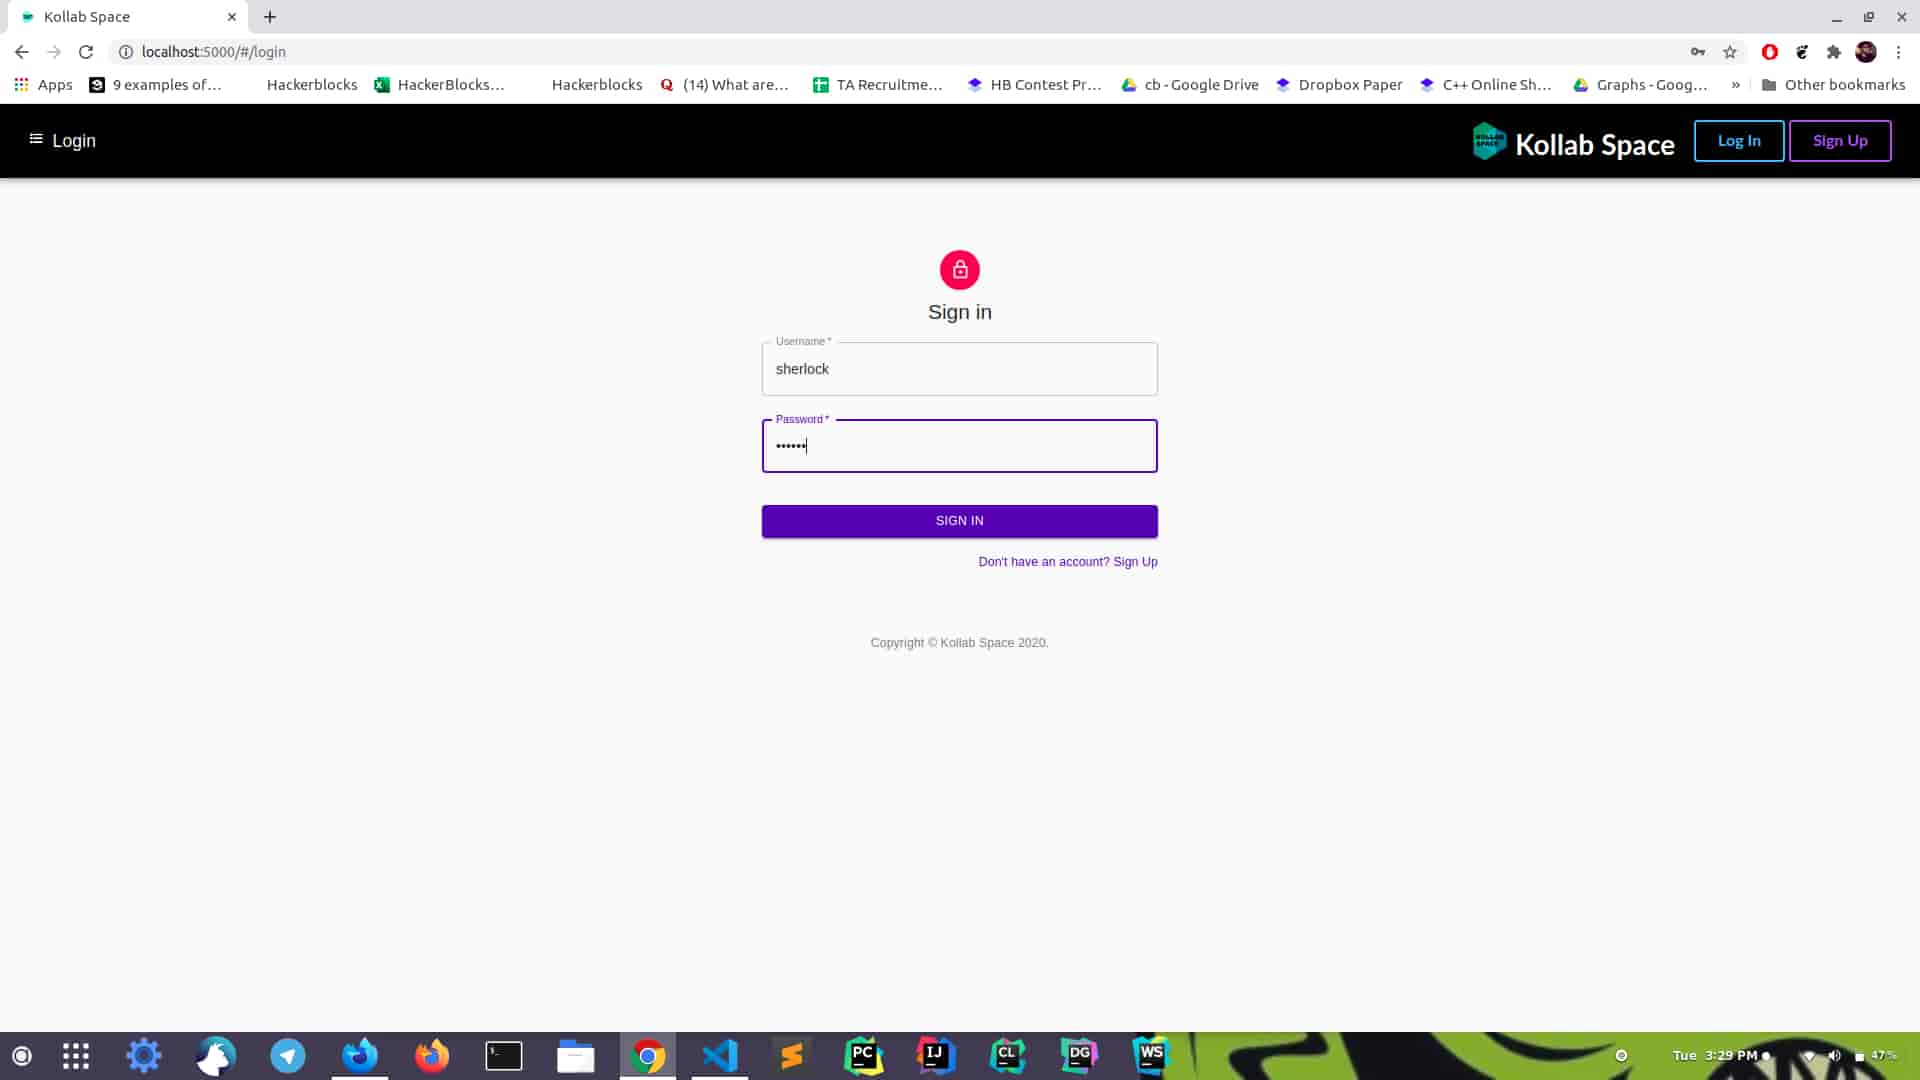 Kollab Space
localhost:5000/#/login
Apps 9 examples of... Hackerblocks HackerBlocks... Hackerblocks (14) What are... TA Recruitme... HB Contest Pr... cb - Google Drive Dropbox Paper C++ Online Sh... Graphs - Goog... » Other bookmarks
Login KOLLAB SPACE Kollab Space Log In Sign Up
Sign in
Username *
sherlock
Password *
••••••
SIGN IN
Don't have an account? Sign Up
Copyright © Kollab Space 2020.
PC IJ CL DG WS Tue 3:29 PM 47%